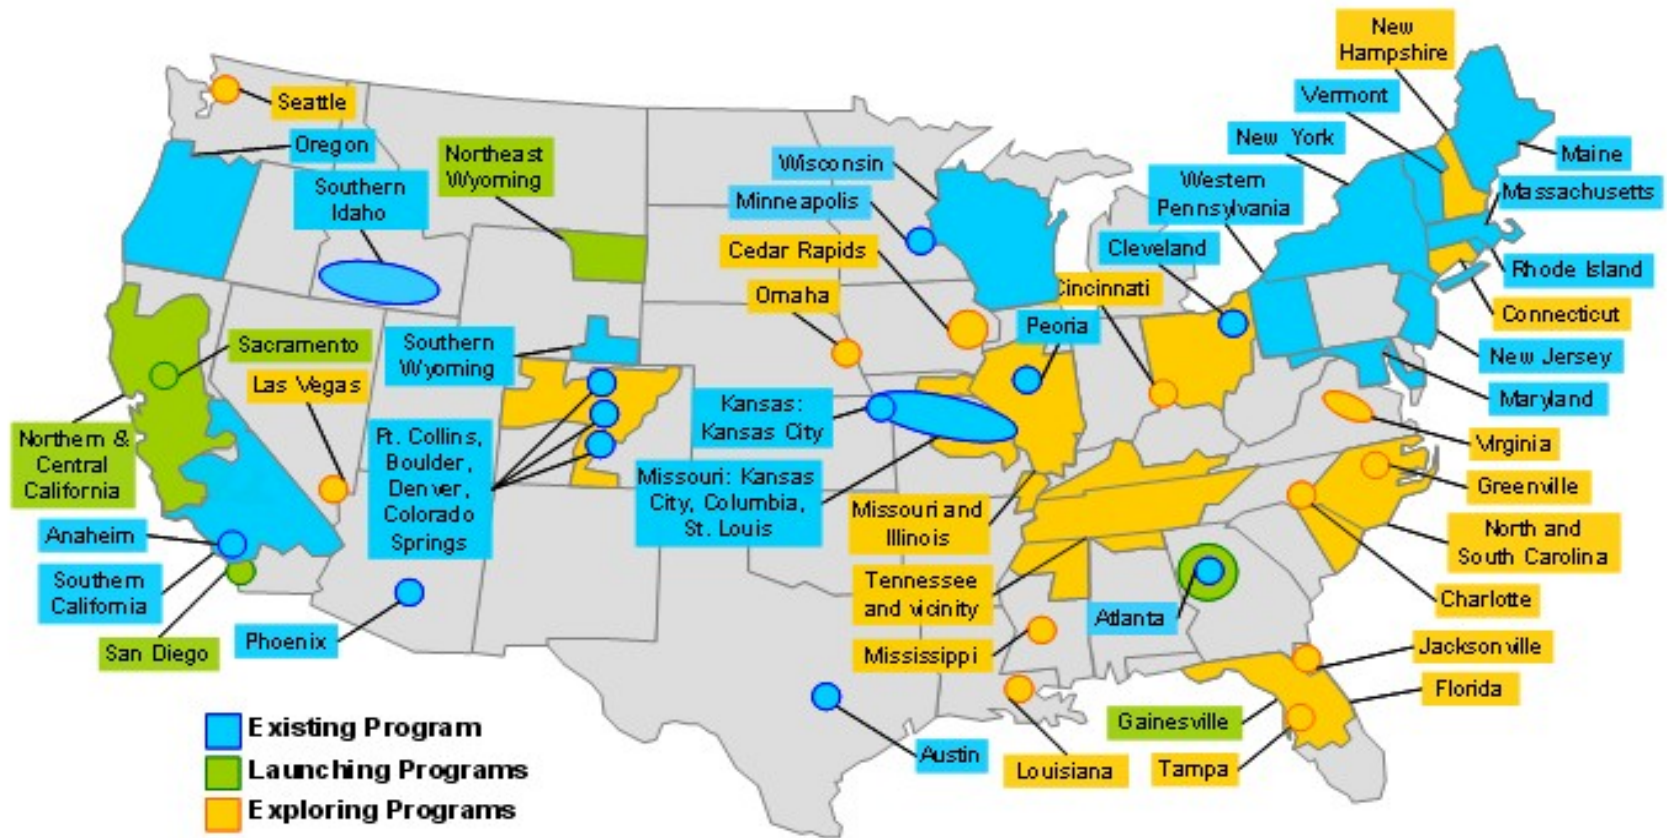 New
Hampshire
Vermont
New York
Maine
Massachusetts
Rhode Island
Connecticut
New Jersey
Maryland
Western
Pennsylvania
Cleveland
Cincinnati
Wisconsin
Minneapolis
Cedar Rapids
Omaha
Peoria
Seattle
Oregon
Southern
Idaho
Northeast
Wyoming
Southern
Wyoming
Sacramento
Las Vegas
Northern &
Central
California
Anaheim
Southern
California
San Diego
Phoenix
Ft. Collins,
Boulder,
Denver,
Colorado
Springs
Kansas:
Kansas City
Missouri: Kansas
City, Columbia,
St. Louis
Missouri and
Illinois
Tennessee
and vicinity
Mississippi
Atlanta
Virginia
Greenville
North and
South Carolina
Charlotte
Jacksonville
Florida
Gainesville
Tampa
Louisiana
Austin
Existing Program
Launching Programs
Exploring Programs